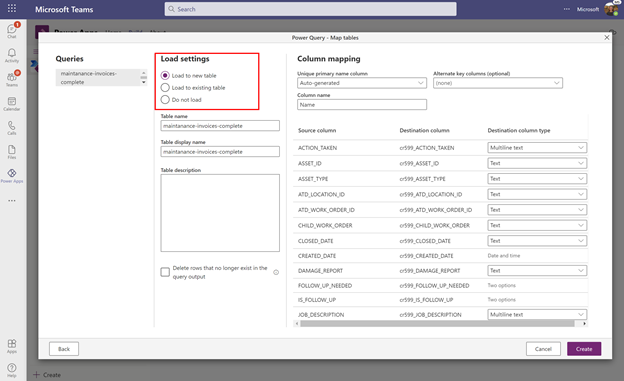 Microsoft Teams
Search
Microsoft
Chat
Activity
Teams
Calendar
Calls
Files
Power Apps
Apps
Help
Create
Power Query - Map tables
Queries
maintanance-invoices-
complete
Load settings
Load to new table
Load to existing table
Do not load
Table name
maintanance-invoices-complete
Table display name
maintanance-invoices-complete
Table description
Delete rows that no longer exist in the
query output
Column mapping
Unique primary name column
Auto-generated
Alternate key columns (optional)
(none)
Column name
Name
Source column Destination column Destination column type
ACTION_TAKEN cr599_ACTION_TAKEN Multiline text
ASSET_ID cr599_ASSET_ID Text
ASSET_TYPE cr599_ASSET_TYPE Text
ATD_LOCATION_ID cr599_ATD_LOCATION_ID Text
ATD_WORK_ORDER_ID cr599_ATD_WORK_ORDER_ID Text
CHILD_WORK_ORDER cr599_CHILD_WORK_ORDER Text
CLOSED_DATE cr599_CLOSED_DATE Text
CREATED_DATE cr599_CREATED_DATE Date and time
DAMAGE_REPORT cr599_DAMAGE_REPORT Text
FOLLOW_UP_NEEDED cr599_FOLLOW_UP_NEEDED Two options
IS_FOLLOW_UP cr599_IS_FOLLOW_UP Two options
JOB_DESCRIPTION cr599_JOB_DESCRIPTION Multiline text
Back
Cancel
Create